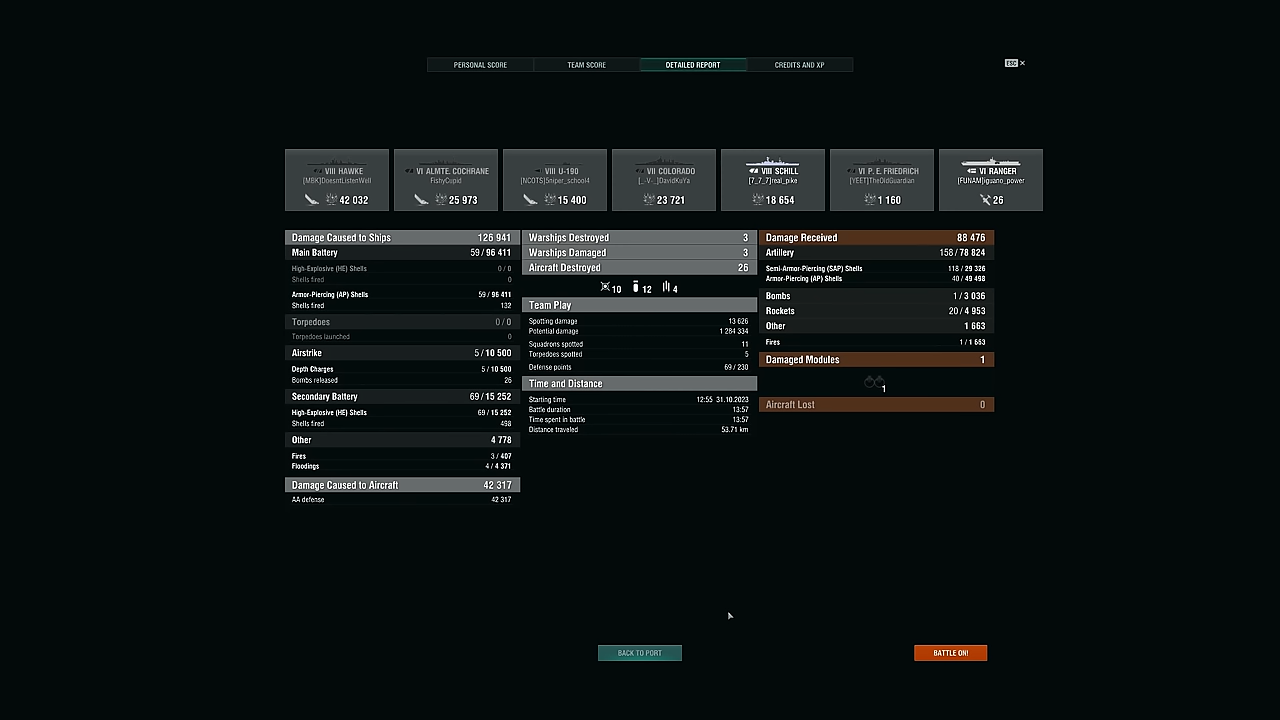 PERSONAL SCORE
TEAM SCORE
DETAILED REPORT
CREDITS AND XP
ESC ×
VIII HAWKE
[MBK]DoesntListenWell
42 032
VI ALMTE. COCHRANE
FishyCupid
25 973
VIII U-190
[NCOTS]5niper_school4
15 400
VII COLORADO
[_-V-_]DavidKuYa
23 721
VIII SCHILL
[7_7_7]real_pike
18 654
VI P. E. FRIEDRICH
[YEET]TheOldGuardian
1 160
VI RANGER
[FUNAM]iguano_power
26
Damage Caused to Ships 126 941
Main Battery 59 / 96 411
High-Explosive (HE) Shells 0 / 0
Shells fired 0
Armor-Piercing (AP) Shells 59 / 96 411
Shells fired 132
Torpedoes 0 / 0
Torpedoes launched 0
Airstrike 5 / 10 500
Depth Charges 5 / 10 500
Bombs released 26
Secondary Battery 69 / 15 252
High-Explosive (HE) Shells 69 / 15 252
Shells fired 498
Other 4 778
Fires 3 / 407
Floodings 4 / 4 371
Damage Caused to Aircraft 42 317
AA defense 42 317
Warships Destroyed 3
Warships Damaged 3
Aircraft Destroyed 26
10 12 4
Team Play
Spotting damage 13 626
Potential damage 1 284 334
Squadrons spotted 11
Torpedoes spotted 5
Defense points 69 / 230
Time and Distance
Starting time 12:55 31.10.2023
Battle duration 13:57
Time spent in battle 13:57
Distance traveled 53.71 km
Damage Received 88 476
Artillery 158 / 78 824
Semi-Armor-Piercing (SAP) Shells 118 / 29 326
Armor-Piercing (AP) Shells 40 / 49 498
Bombs 1 / 3 036
Rockets 20 / 4 953
Other 1 663
Fires 1 / 1 663
Damaged Modules 1
1
Aircraft Lost 0
BACK TO PORT
BATTLE ON!